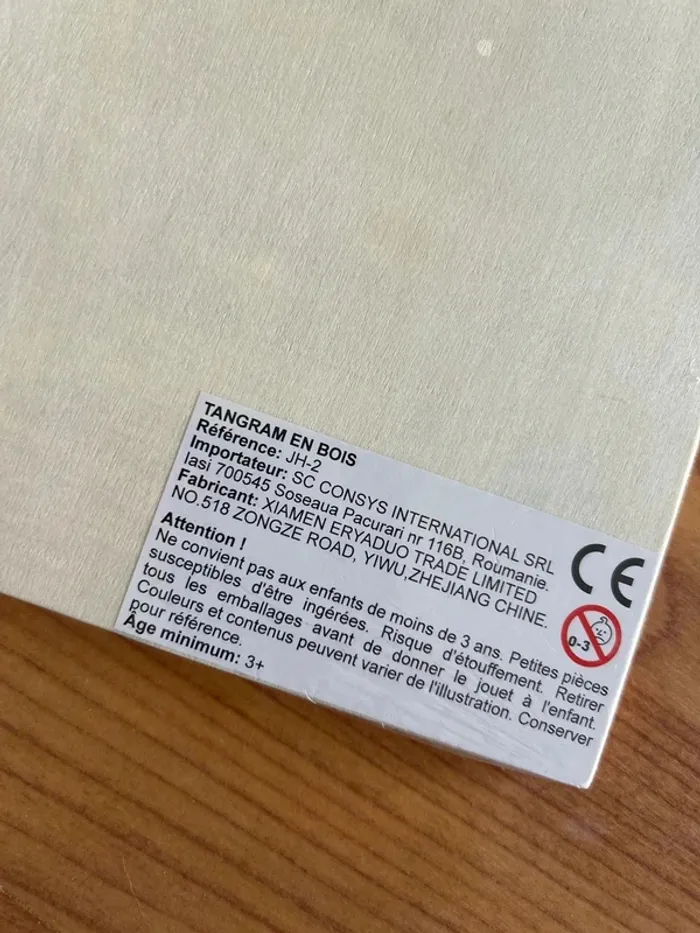 TANGRAM EN BOIS
Référence: JH-2
Importateur: SC CONSYS INTERNATIONAL SRL
Iasi 700545 Soseaua Pacurari nr 116B, Roumanie.
Fabricant: XIAMEN ERYADUO TRADE LIMITED
NO.518 ZONGZE ROAD, YIWU,ZHEJIANG CHINE.
CE
Attention !
Ne convient pas aux enfants de moins de 3 ans. Petites pièces
susceptibles d'être ingérées. Risque d'étouffement. Retirer
tous les emballages avant de donner le jouet à l'enfant.
Couleurs et contenus peuvent varier de l'illustration. Conserver
pour référence.
Âge minimum: 3+
0-3